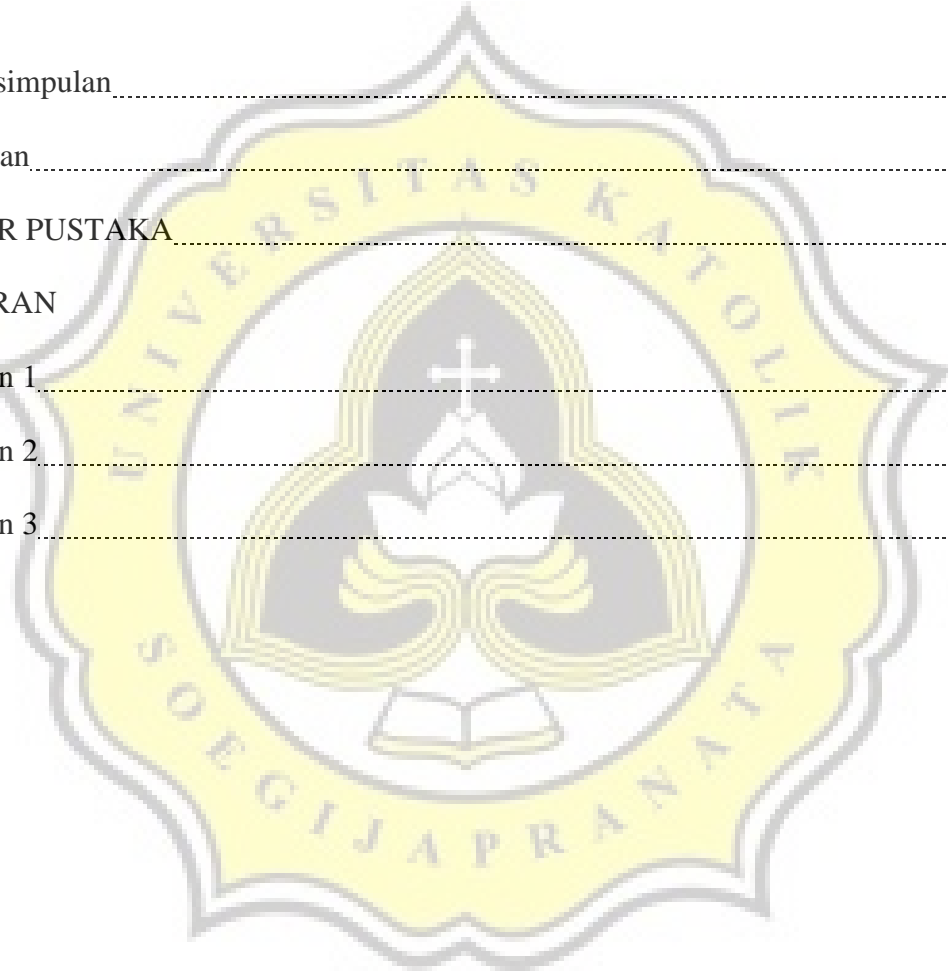 simpulan
an
R PUSTAKA
RAN
n 1
n 2
n 3
UNIVERSITAS KATOLIK
SOEGIJAPRANATA